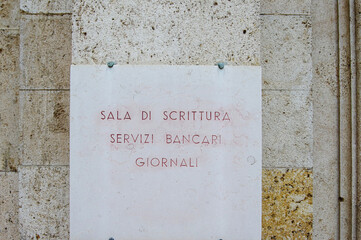 SALA DI SCRITTURA
SERVIZI BANCARI
GIORNALI